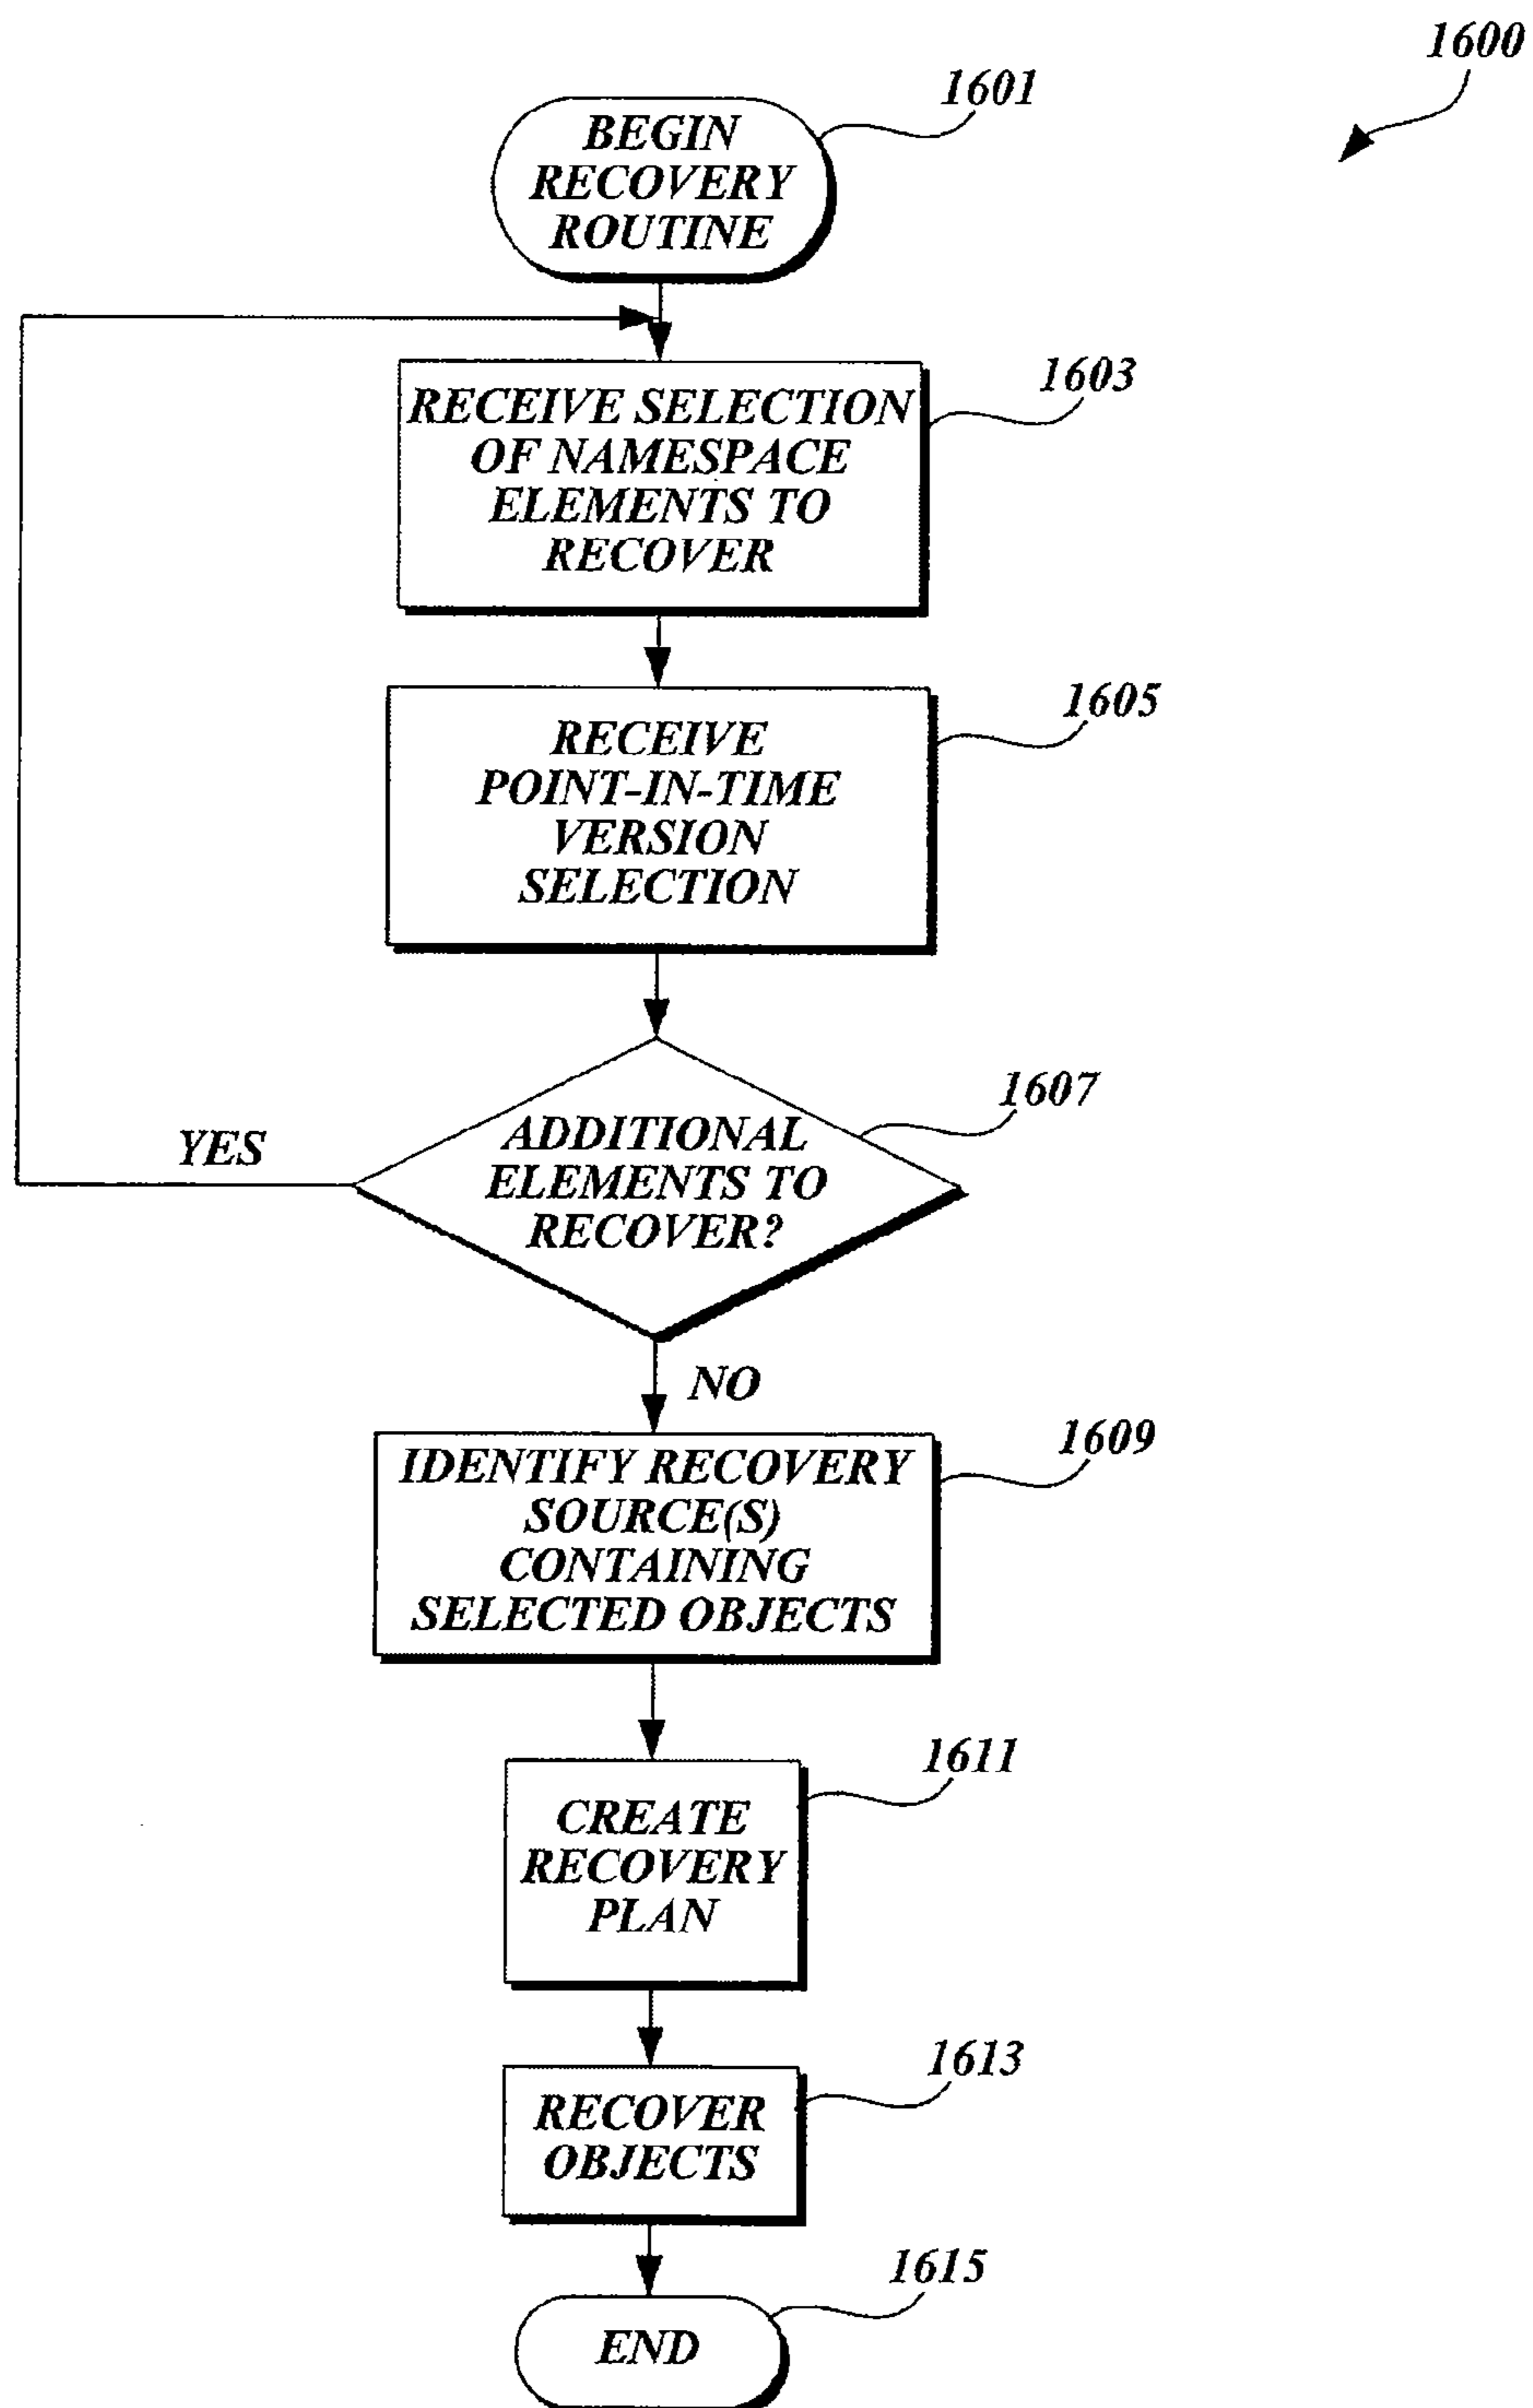 1600
1601
BEGIN
RECOVERY
ROUTINE
1603
RECEIVE SELECTION
OF NAMESPACE
ELEMENTS TO
RECOVER
1605
RECEIVE
POINT-IN-TIME
VERSION
SELECTION
1607
ADDITIONAL
ELEMENTS TO
RECOVER?
YES
NO
1609
IDENTIFY RECOVERY
SOURCE(S)
CONTAINING
SELECTED OBJECTS
1611
CREATE
RECOVERY
PLAN
1613
RECOVER
OBJECTS
1615
END